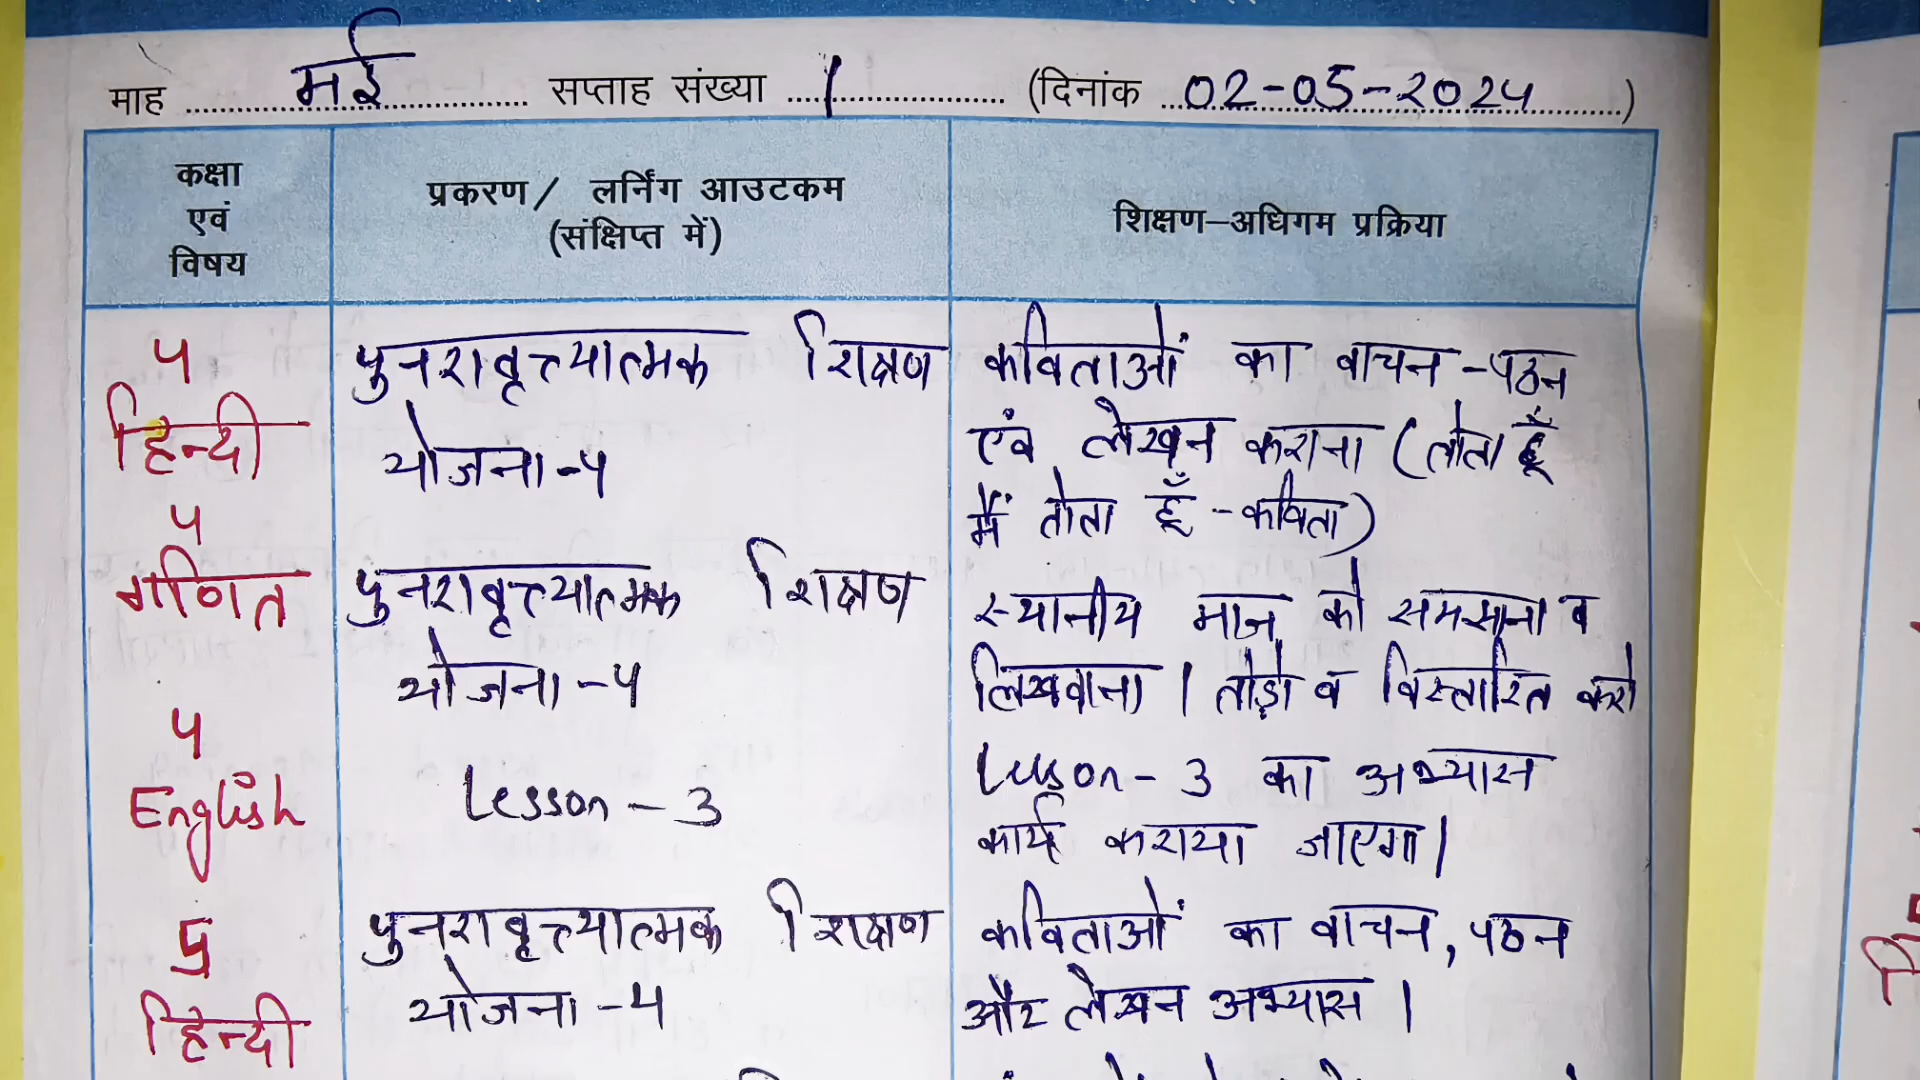 माह मई सप्ताह संख्या 1 (दिनांक 02-05-2024)
कक्षा
एवं
विषय
प्रकरण/ लर्निंग आउटकम
(संक्षिप्त में)
शिक्षण-अधिगम प्रक्रिया
4
हिन्दी
पुनरावृत्त्यात्मक शिक्षण
योजना-4
कविताओं का वाचन-पठन
एवं लेखन कराना (तोता हूँ
मैं तोता हूँ - कविता)
4
गणित
पुनरावृत्त्यात्मक शिक्षण
योजना-4
स्थानीय मान को समझाना व
लिखवाना। तोड़ो व विस्तारित करो
4
English
Lesson - 3
Lesson - 3 का अभ्यास
कार्य कराया जाएगा।
5
हिन्दी
पुनरावृत्त्यात्मक शिक्षण
योजना-4
कविताओं का वाचन, पठन
और लेखन अभ्यास।